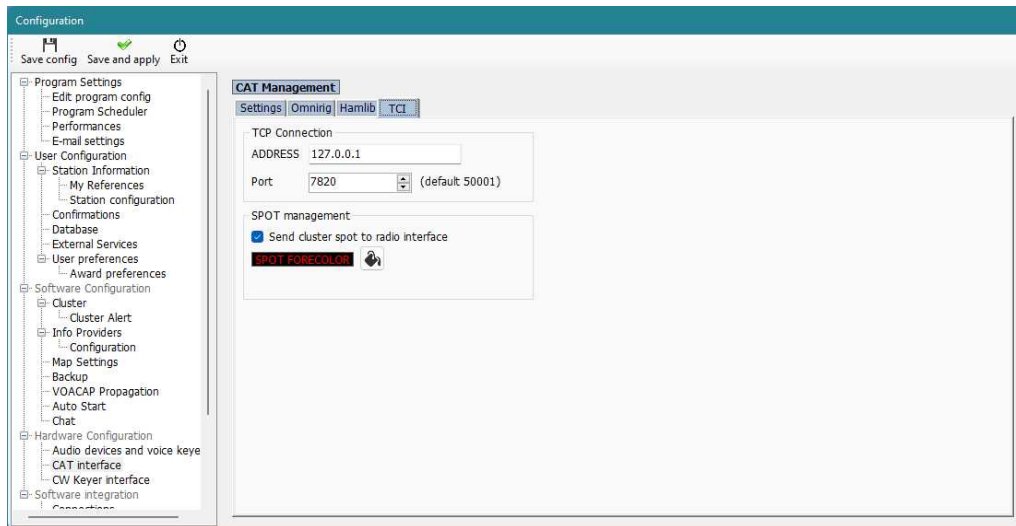 Configuration
Save config Save and apply Exit
Program Settings
Edit program config
Program Scheduler
Performances
E-mail settings
User Configuration
Station Information
My References
Station configuration
Confirmations
Database
External Services
User preferences
Award preferences
Software Configuration
Cluster
Cluster Alert
Info Providers
Configuration
Map Settings
Backup
VOACAP Propagation
Auto Start
Chat
Hardware Configuration
Audio devices and voice keye
CAT interface
CW Keyer interface
Software integration
Connections
CAT Management
Settings Omnirig Hamlib TCI
TCP Connection
ADDRESS 127.0.0.1
Port 7820 (default 50001)
SPOT management
Send cluster spot to radio interface
SPOT FORECOLOR